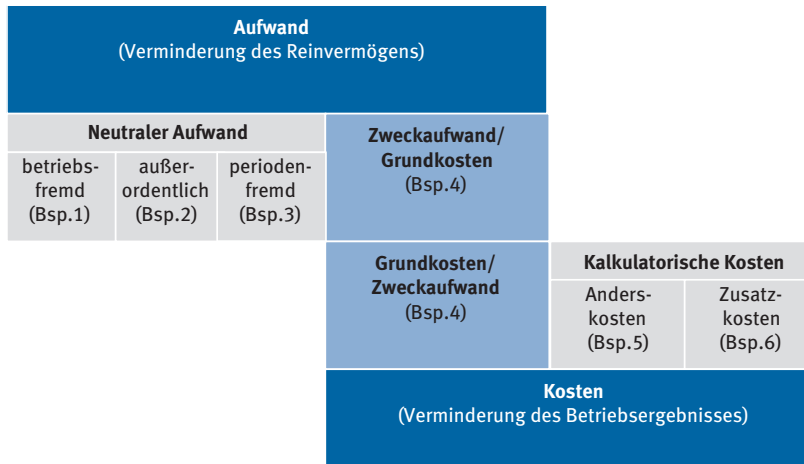 Aufwand
(Verminderung des Reinvermögens)
Neutraler Aufwand
betriebs-
fremd
(Bsp.1)
außer-
ordentlich
(Bsp.2)
perioden-
fremd
(Bsp.3)
Zweckaufwand/
Grundkosten
(Bsp.4)
Grundkosten/
Zweckaufwand
(Bsp.4)
Kalkulatorische Kosten
Anders-
kosten
(Bsp.5)
Zusatz-
kosten
(Bsp.6)
Kosten
(Verminderung des Betriebsergebnisses)